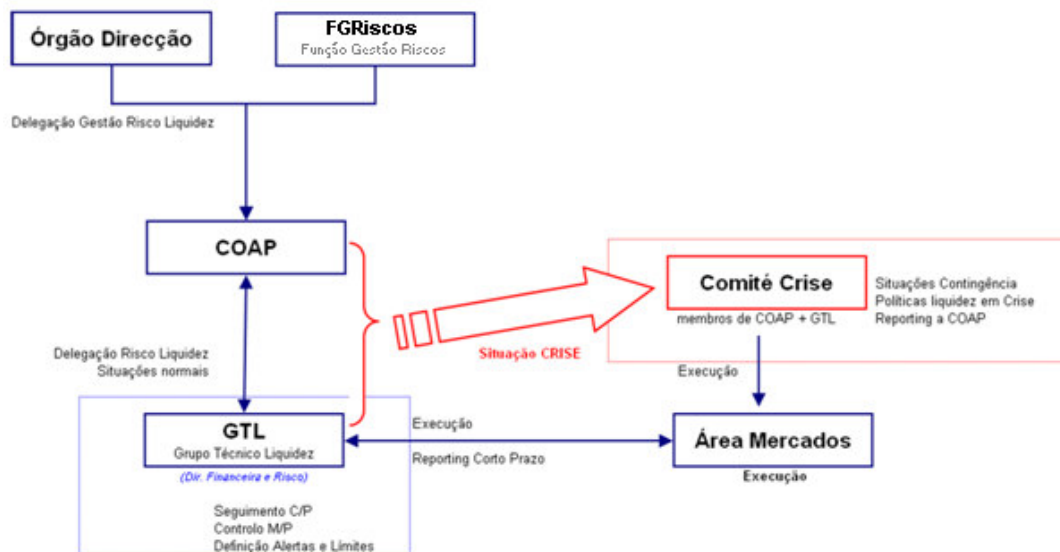 Órgão Direcção
FGRiscos
Função Gestão Riscos
Delegação Gestão Risco Liquidez
COAP
Comité Crise
membros de COAP + GTL
Situações Contingência
Políticas liquidez em Crise
Reporting a COAP
Situação CRISE
Delegação Risco Liquidez
Situações normais
Execução
GTL
Grupo Técnico Liquidez
(Dir. Financeira e Risco)
Execução
Reporting Corto Prazo
Área Mercados
Execução
Seguimento C/P
Controlo M/P
Definição Alertas e Límites